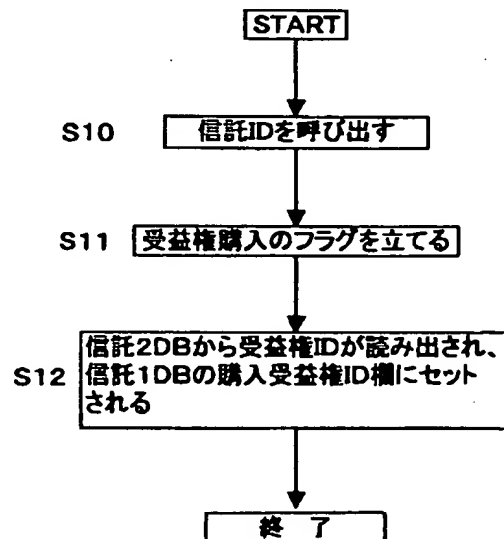 START
S10 信託IDを呼び出す
S11 受益権購入のフラグを立てる
信託2DBから受益権IDが読み出され、
S12 信託1DBの購入受益権ID欄にセット
される
終 了